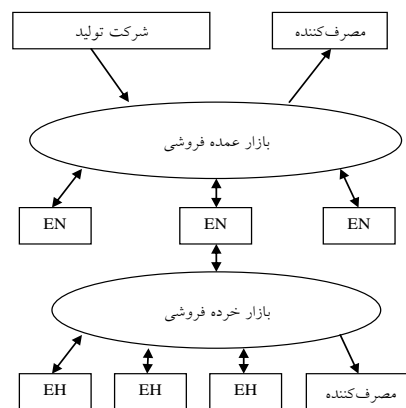 شرکت تولید
مصرف‌کننده
بازار عمده فروشی
EN
EN
EN
بازار خرده فروشی
EH
EH
EH
مصرف‌کننده